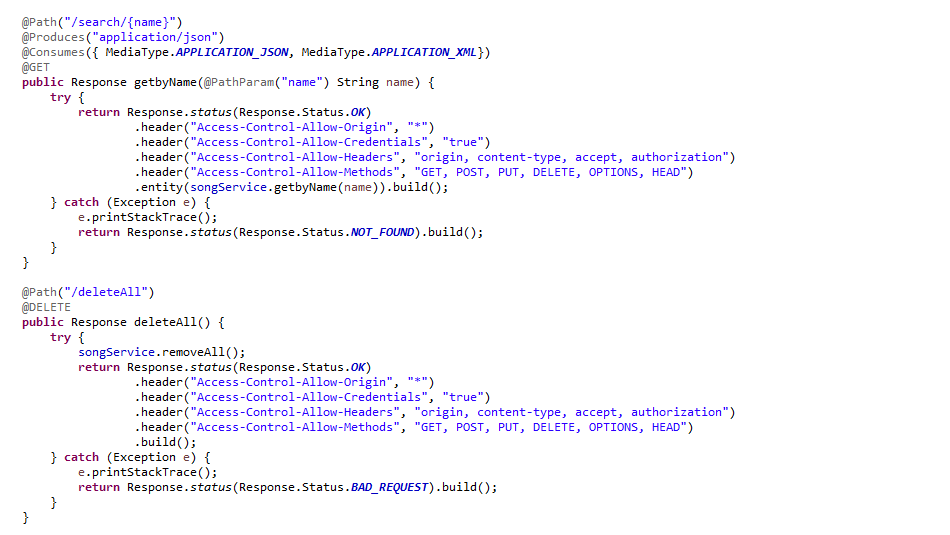 @Path("/search/{name}")
@Produces("application/json")
@Consumes({ MediaType.APPLICATION_JSON, MediaType.APPLICATION_XML})
@GET
public Response getbyName(@PathParam("name") String name) {
    try {
        return Response.status(Response.Status.OK)
                .header("Access-Control-Allow-Origin", "*")
                .header("Access-Control-Allow-Credentials", "true")
                .header("Access-Control-Allow-Headers", "origin, content-type, accept, authorization")
                .header("Access-Control-Allow-Methods", "GET, POST, PUT, DELETE, OPTIONS, HEAD")
                .entity(songService.getbyName(name)).build();
    } catch (Exception e) {
        e.printStackTrace();
        return Response.status(Response.Status.NOT_FOUND).build();
    }
}
@Path("/deleteAll")
@DELETE
public Response deleteAll() {
    try {
        songService.removeAll();
        return Response.status(Response.Status.OK)
                .header("Access-Control-Allow-Origin", "*")
                .header("Access-Control-Allow-Credentials", "true")
                .header("Access-Control-Allow-Headers", "origin, content-type, accept, authorization")
                .header("Access-Control-Allow-Methods", "GET, POST, PUT, DELETE, OPTIONS, HEAD")
                .build();
    } catch (Exception e) {
        e.printStackTrace();
        return Response.status(Response.Status.BAD_REQUEST).build();
    }
}